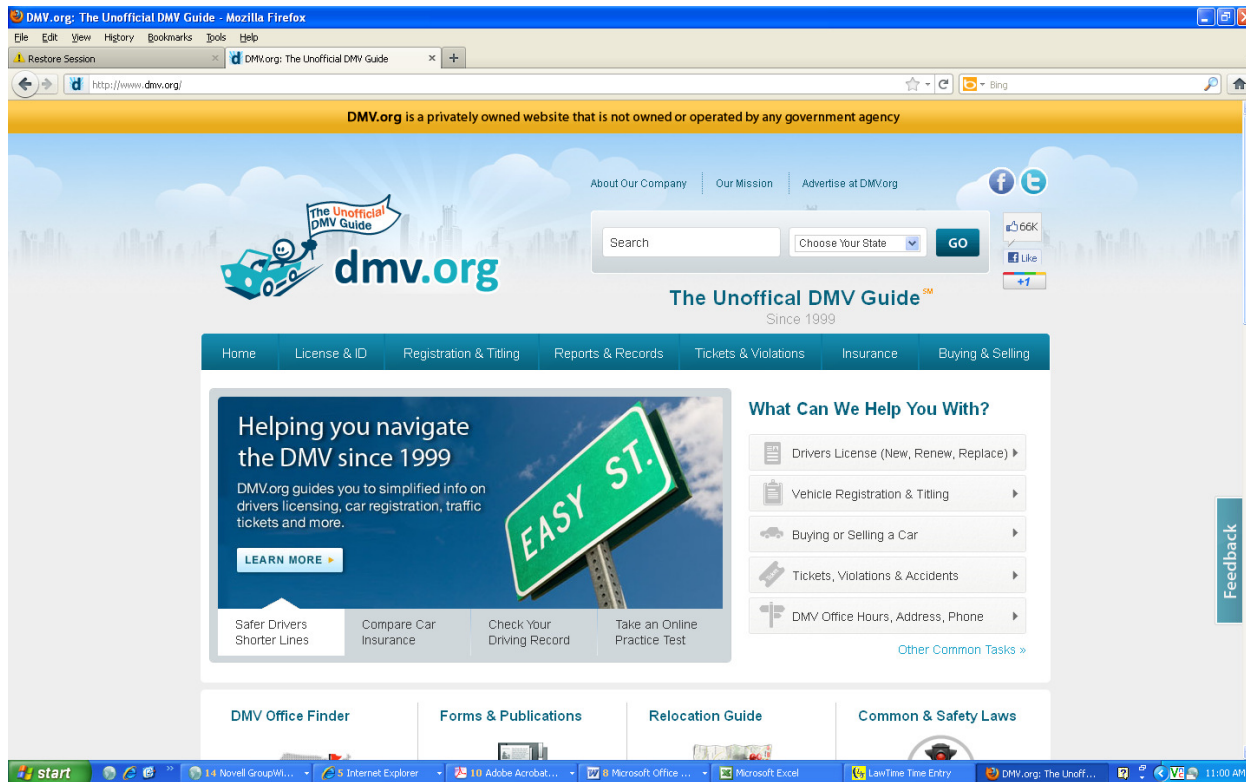 DMV.org: The Unofficial DMV Guide - Mozilla Firefox
File Edit View History Bookmarks Tools Help
Restore Session
DMV.org: The Unofficial DMV Guide
http://www.dmv.org/
Bing
DMV.org is a privately owned website that is not owned or operated by any government agency
About Our Company Our Mission Advertise at DMV.org
The Unofficial
DMV Guide
dmv.org
Search
Choose Your State
GO
66K
Like
+1
The Unoffical DMV Guide SM
Since 1999
Home License & ID Registration & Titling Reports & Records Tickets & Violations Insurance Buying & Selling
Helping you navigate
the DMV since 1999
DMV.org guides you to simplified info on
drivers licensing, car registration, traffic
tickets and more.
LEARN MORE
EASY ST.
Safer Drivers
Shorter Lines
Compare Car
Insurance
Check Your
Driving Record
Take an Online
Practice Test
What Can We Help You With?
Drivers License (New, Renew, Replace)
Vehicle Registration & Titling
Buying or Selling a Car
Tickets, Violations & Accidents
DMV Office Hours, Address, Phone
Other Common Tasks »
Feedback
DMV Office Finder
Forms & Publications
Relocation Guide
Common & Safety Laws
start
14 Novell GroupWi...
5 Internet Explorer
10 Adobe Acrobat...
8 Microsoft Office ...
Microsoft Excel
LawTime Time Entry
DMV.org: The Unoff...
11:00 AM